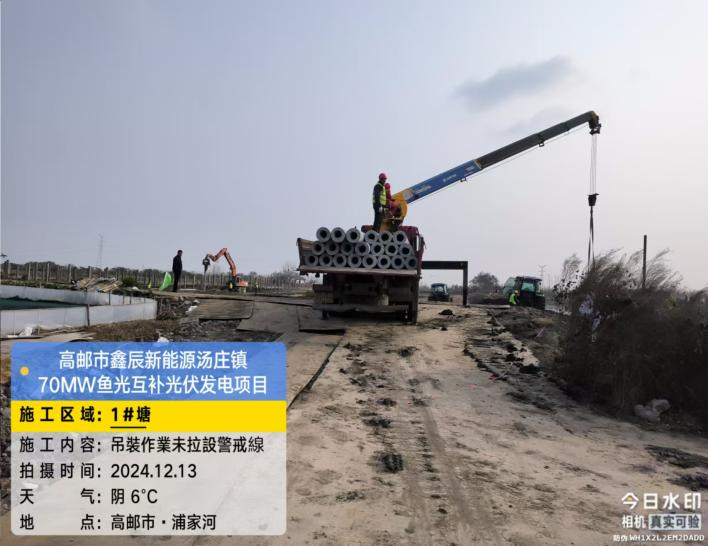 高邮市鑫辰新能源汤庄镇
70MW鱼光互补光伏发电项目
施工区域: 1#塘
施工内容: 吊裝作業未拉設警戒線
拍摄时间: 2024.12.13
天气: 阴 6℃
地点: 高邮市·浦家河
今日水印
相机 真实可验
防伪 WH1X2L2EM2DADD